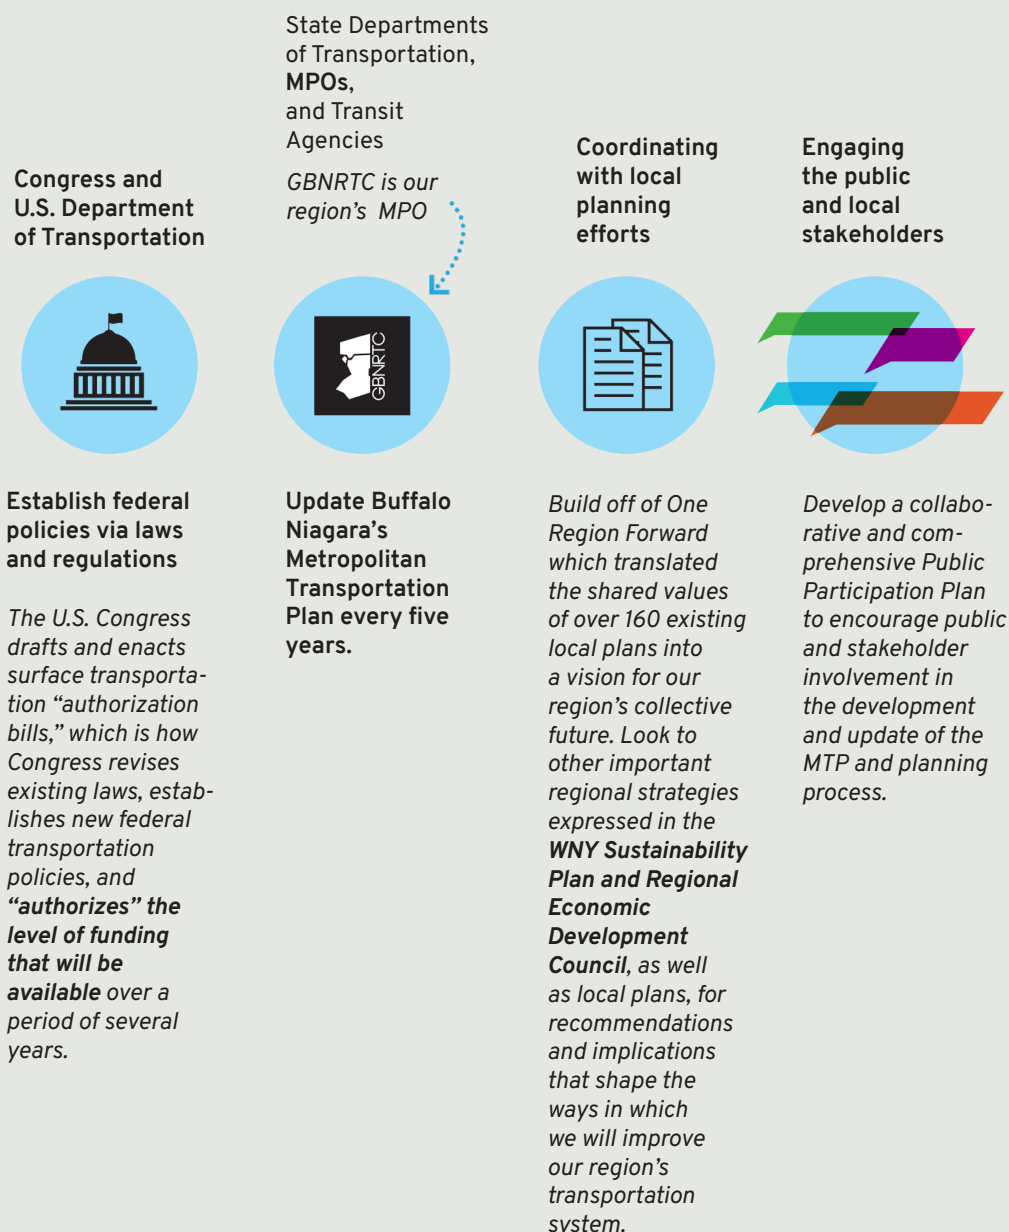 Congress and
U.S. Department
of Transportation
Establish federal
policies via laws
and regulations
The U.S. Congress
drafts and enacts
surface transporta-
tion “authorization
bills,” which is how
Congress revises
existing laws, estab-
lishes new federal
transportation
policies, and
“authorizes” the
level of funding
that will be
available over a
period of several
years.
State Departments
of Transportation,
MPOs,
and Transit
Agencies
GBNRTC is our
region’s MPO
GBNRTC
Update Buffalo
Niagara’s
Metropolitan
Transportation
Plan every five
years.
Coordinating
with local
planning
efforts
Build off of One
Region Forward
which translated
the shared values
of over 160 existing
local plans into
a vision for our
region’s collective
future. Look to
other important
regional strategies
expressed in the
WNY Sustainability
Plan and Regional
Economic
Development
Council, as well
as local plans, for
recommendations
and implications
that shape the
ways in which
we will improve
our region’s
transportation
system.
Engaging
the public
and local
stakeholders
Develop a collabo-
rative and com-
prehensive Public
Participation Plan
to encourage public
and stakeholder
involvement in
the development
and update of the
MTP and planning
process.